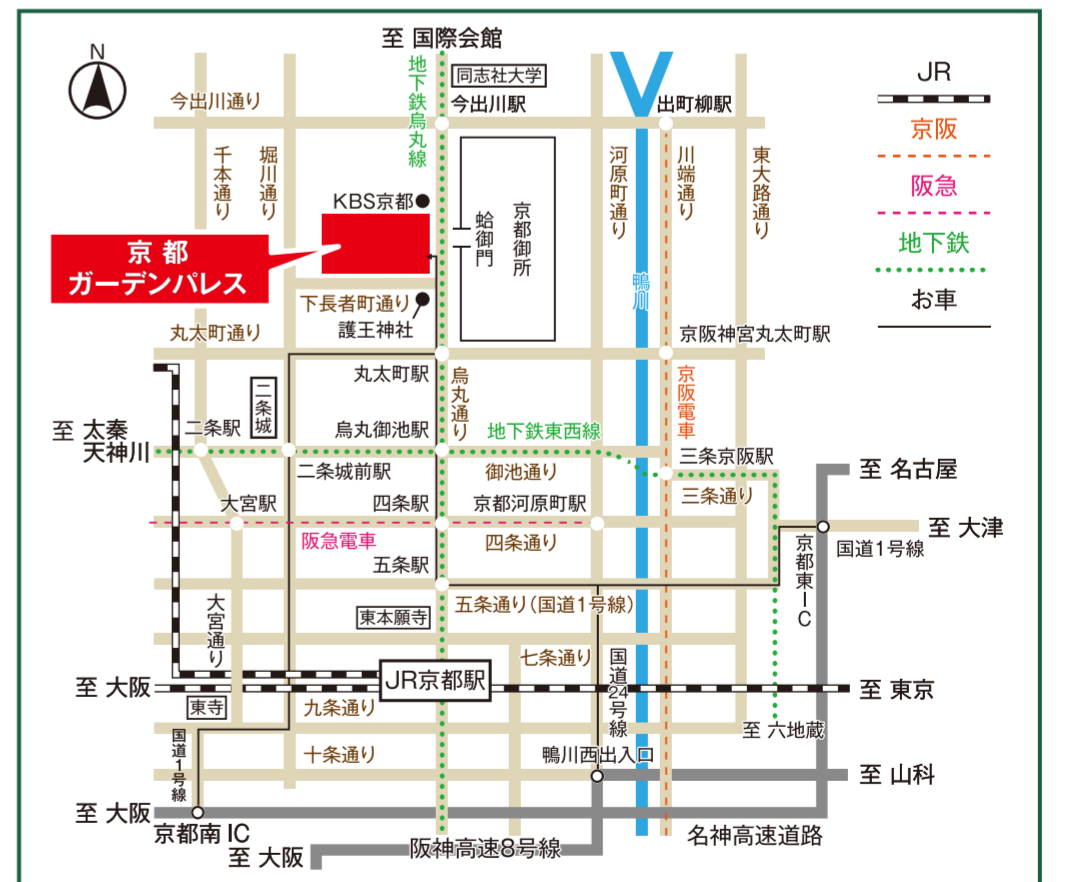 至 国際会館
N
地下鉄烏丸線
同志社大学
今出川駅
出町柳駅
今出川通り
千本通り
堀川通り
河原町通り
川端通り
東大路通り
JR
京阪
阪急
地下鉄
お車
KBS京都
蛤御門
京都御所
京都
ガーデンパレス
鴨川
下長者町通り
護王神社
丸太町通り
京阪神宮丸太町駅
丸太町駅
烏丸通り
京阪電車
二条城
至 太秦
天神川
二条駅
烏丸御池駅
地下鉄東西線
二条城前駅
御池通り
三条京阪駅
三条通り
至 名古屋
大宮駅
四条駅
京都河原町駅
阪急電車
四条通り
至 大津
国道1号線
京都東IC
五条駅
五条通り(国道1号線)
大宮通り
東本願寺
七条通り
国道24号線
JR京都駅
至 大阪
至 東京
東寺
九条通り
至 六地蔵
国道1号線
十条通り
鴨川西出入口
至 山科
至 大阪
京都南IC
名神高速道路
至 大阪
阪神高速8号線